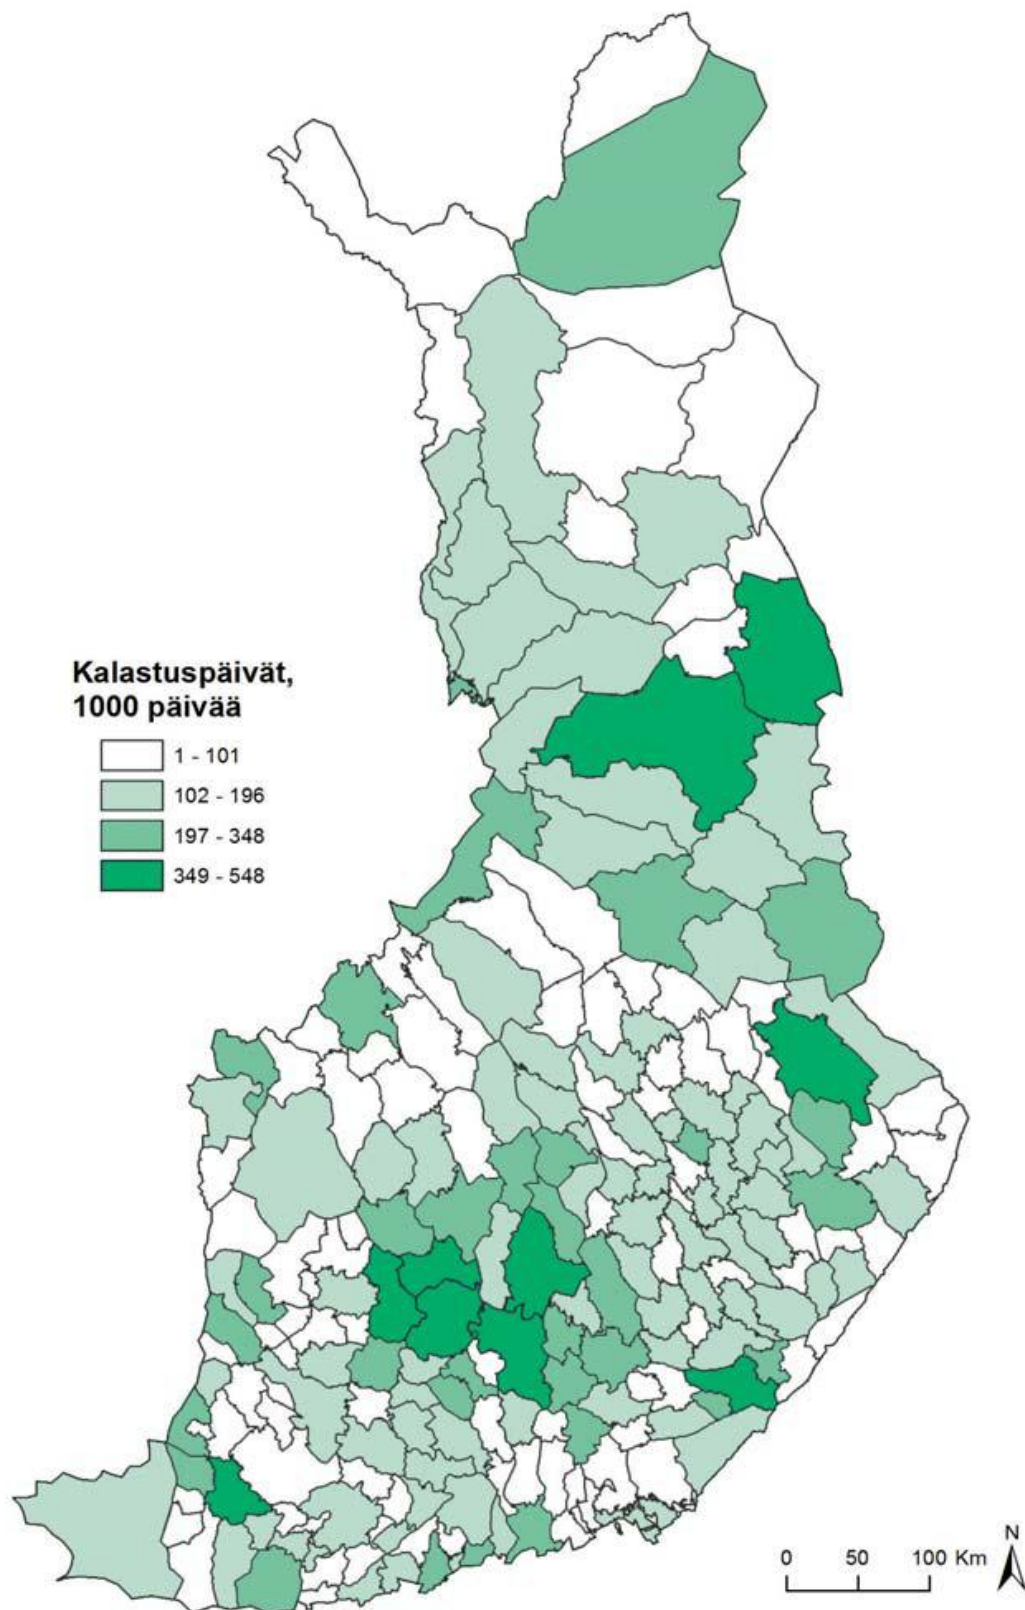 Kalastuspäivät,
1000 päivää
1 - 101
102 - 196
197 - 348
349 - 548
0 50 100 Km
N